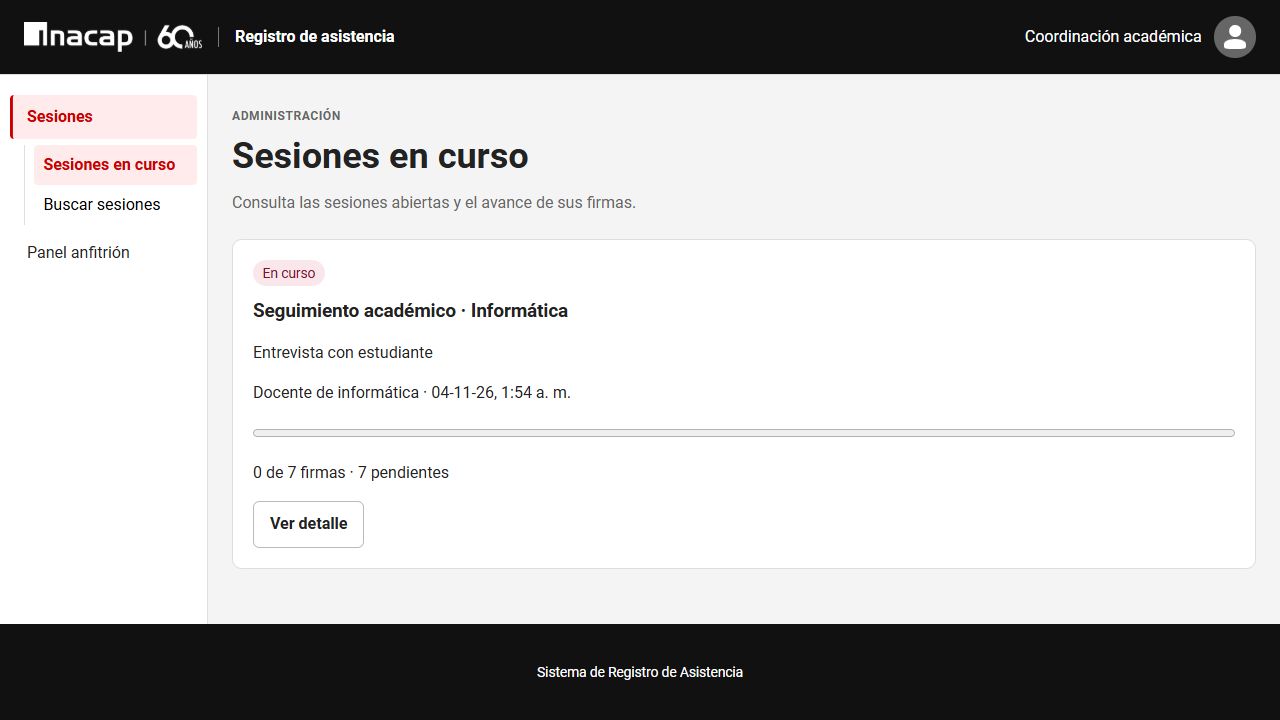 Inacap | 60 AÑOS
Registro de asistencia
Coordinación académica
Sesiones
Sesiones en curso
Buscar sesiones
Panel anfitrión
ADMINISTRACIÓN
Sesiones en curso
Consulta las sesiones abiertas y el avance de sus firmas.
En curso
Seguimiento académico · Informática
Entrevista con estudiante
Docente de informática · 04-11-26, 1:54 a. m.
0 de 7 firmas · 7 pendientes
Ver detalle
Sistema de Registro de Asistencia